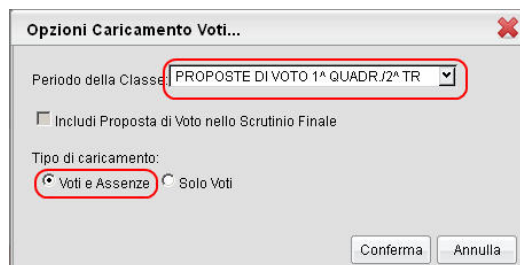 Opzioni Caricamento Voti...
Periodo della Classe: PROPOSTE DI VOTO 1^ QUADR./2^ TR
Includi Proposta di Voto nello Scrutinio Finale
Tipo di caricamento:
Voti e Assenze Solo Voti
Conferma Annulla